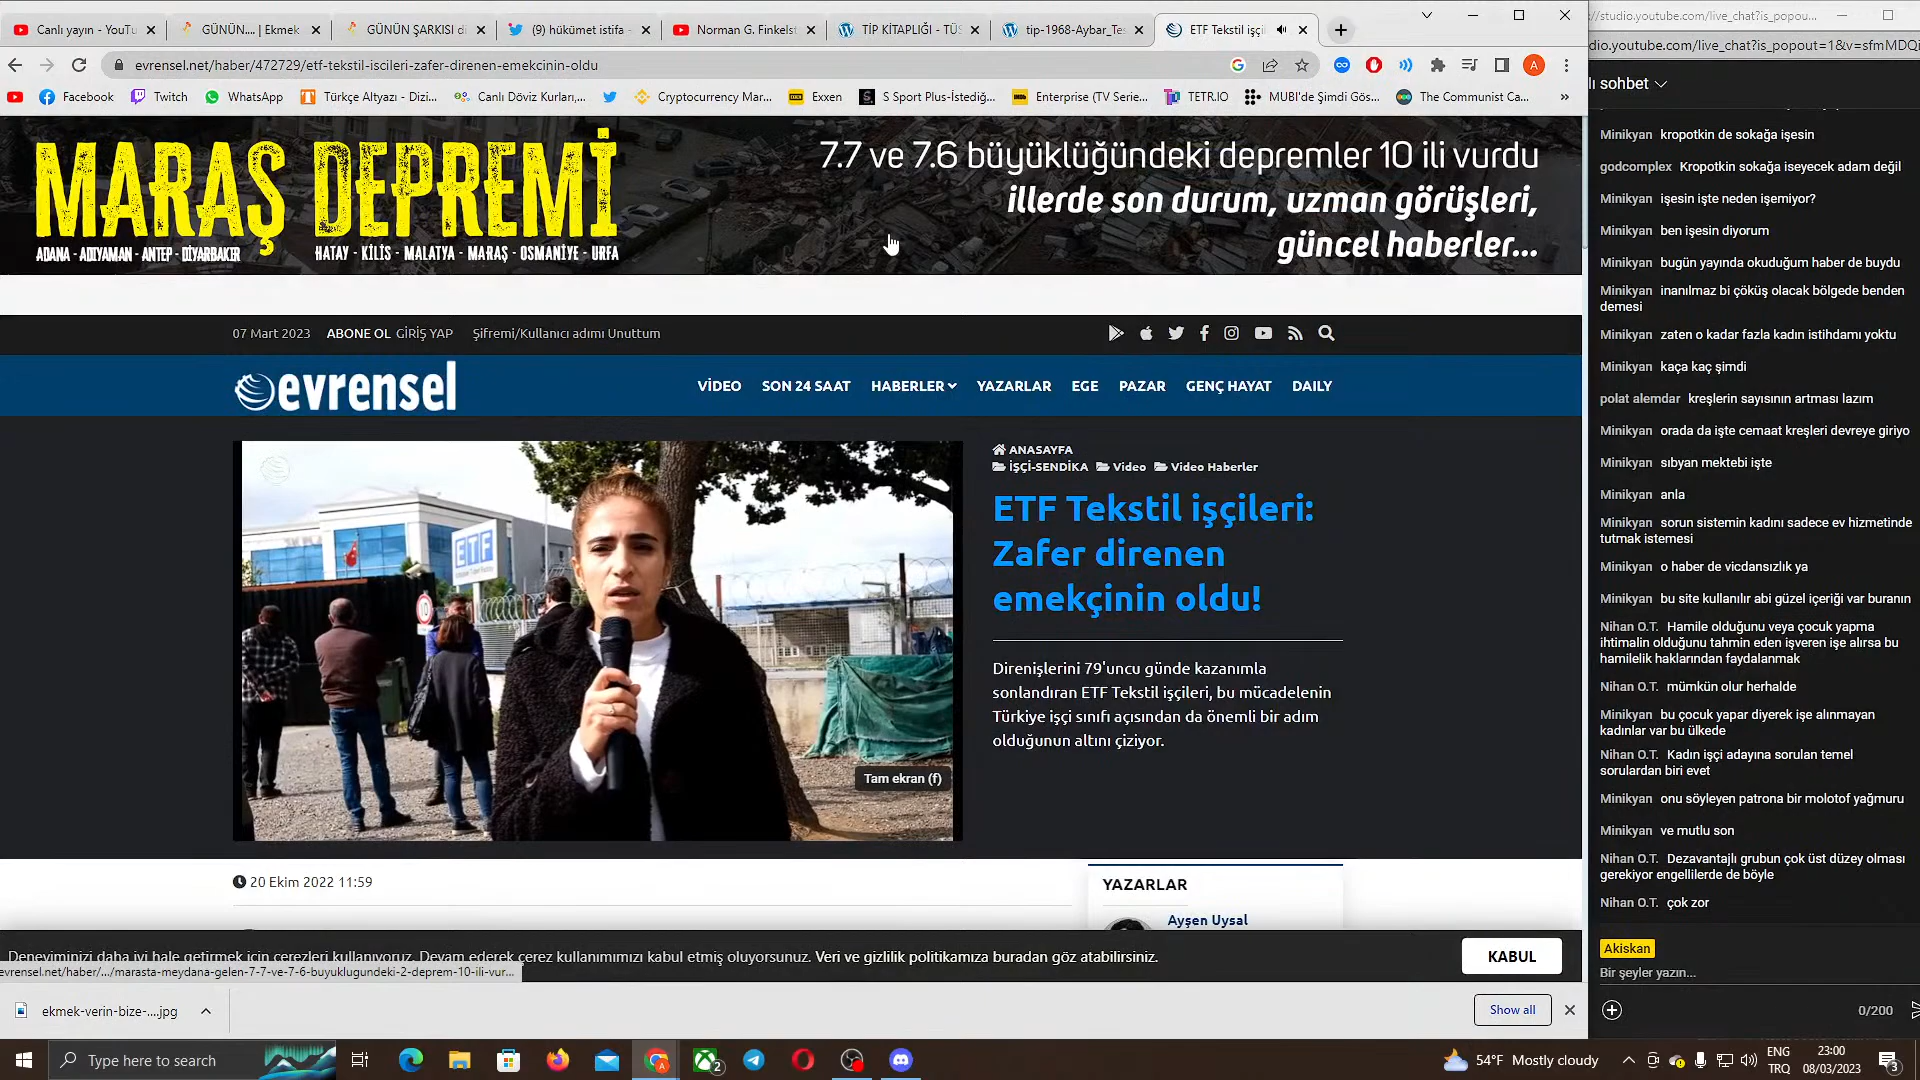 Canlı yayın - YouTu
GÜNÜN.... | Ekmek
GÜNÜN ŞARKISI di
(9) hükümet istifa -
Norman G. Finkelst
TİP KİTAPLIĞI - TÜS
tip-1968-Aybar_Tes
ETF Tekstil işçi
evrensel.net/haber/472729/etf-tekstil-iscileri-zafer-direnen-emekcinin-oldu
Facebook
Twitch
WhatsApp
Türkçe Altyazı - Dizi...
Canlı Döviz Kurları,...
Cryptocurrency Mar...
Exxen
S Sport Plus-İstediğ...
Enterprise (TV Serie...
TETR.IO
MUBI'de Şimdi Gös...
The Communist Ca...
MARAŞ DEPREMİ
ADANA - ADIYAMAN - ANTEP - DİYARBAKIR
HATAY - KİLİS - MALATYA - MARAŞ - OSMANİYE - URFA
7.7 ve 7.6 büyüklüğündeki depremler 10 ili vurdu
illerde son durum, uzman görüşleri,
güncel haberler...
07 Mart 2023 ABONE OL GİRİŞ YAP Şifremi/Kullanıcı adımı Unuttum
evrensel
VİDEO SON 24 SAAT HABERLER YAZARLAR EGE PAZAR GENÇ HAYAT DAILY
ETF
10
Tam ekran (f)
ANASAYFA
İŞÇİ-SENDİKA Video Video Haberler
ETF Tekstil işçileri:
Zafer direnen
emekçinin oldu!
Direnişlerini 79'uncu günde kazanımla
sonlandıran ETF Tekstil işçileri, bu mücadelenin
Türkiye işçi sınıfı açısından da önemli bir adım
olduğunun altını çiziyor.
20 Ekim 2022 11:59
YAZARLAR
Ayşen Uysal
Deneyiminizi daha iyi hale getirmek için çerezleri kullanıyoruz. Devam ederek çerez kullanımımızı kabul etmiş oluyorsunuz. Veri ve gizlilik politikamıza buradan göz atabilirsiniz.
KABUL
evrensel.net/haber/.../marasta-meydana-gelen-7-7-ve-7-6-buyuklugundeki-2-deprem-10-ili-vur...
ekmek-verin-bize-....jpg
Show all
://studio.youtube.com/live_chat?is_popou...
dio.youtube.com/live_chat?is_popout=1&v=sfmMDQi
lı sohbet
Minikyan kropotkin de sokağa işesin
godcomplex Kropotkin sokağa iseyecek adam değil
Minikyan işesin işte neden işemiyor?
Minikyan ben işesin diyorum
Minikyan bugün yayında okuduğum haber de buydu
Minikyan inanılmaz bi çöküş olacak bölgede benden
demesi
Minikyan zaten o kadar fazla kadın istihdamı yoktu
Minikyan kaça kaç şimdi
polat alemdar kreşlerin sayısının artması lazım
Minikyan orada da işte cemaat kreşleri devreye giriyo
Minikyan sıbyan mektebi işte
Minikyan anla
Minikyan sorun sistemin kadını sadece ev hizmetinde
tutmak istemesi
Minikyan o haber de vicdansızlık ya
Minikyan bu site kullanılır abi güzel içeriği var buranın
Nihan O.T. Hamile olduğunu veya çocuk yapma
ihtimalin olduğunu tahmin eden işveren işe alırsa bu
hamilelik haklarından faydalanmak
Nihan O.T. mümkün olur herhalde
Minikyan bu çocuk yapar diyerek işe alınmayan
kadınlar var bu ülkede
Nihan O.T. Kadın işçi adayına sorulan temel
sorulardan biri evet
Minikyan onu söyleyen patrona bir molotof yağmuru
Minikyan ve mutlu son
Nihan O.T. Dezavantajlı grubun çok üst düzey olması
gerekiyor engellilerde de böyle
Nihan O.T. çok zor
Akiskan
Bir şeyler yazın...
0/200
Type here to search
2
54°F Mostly cloudy
ENG
TRQ
23:00
08/03/2023
3